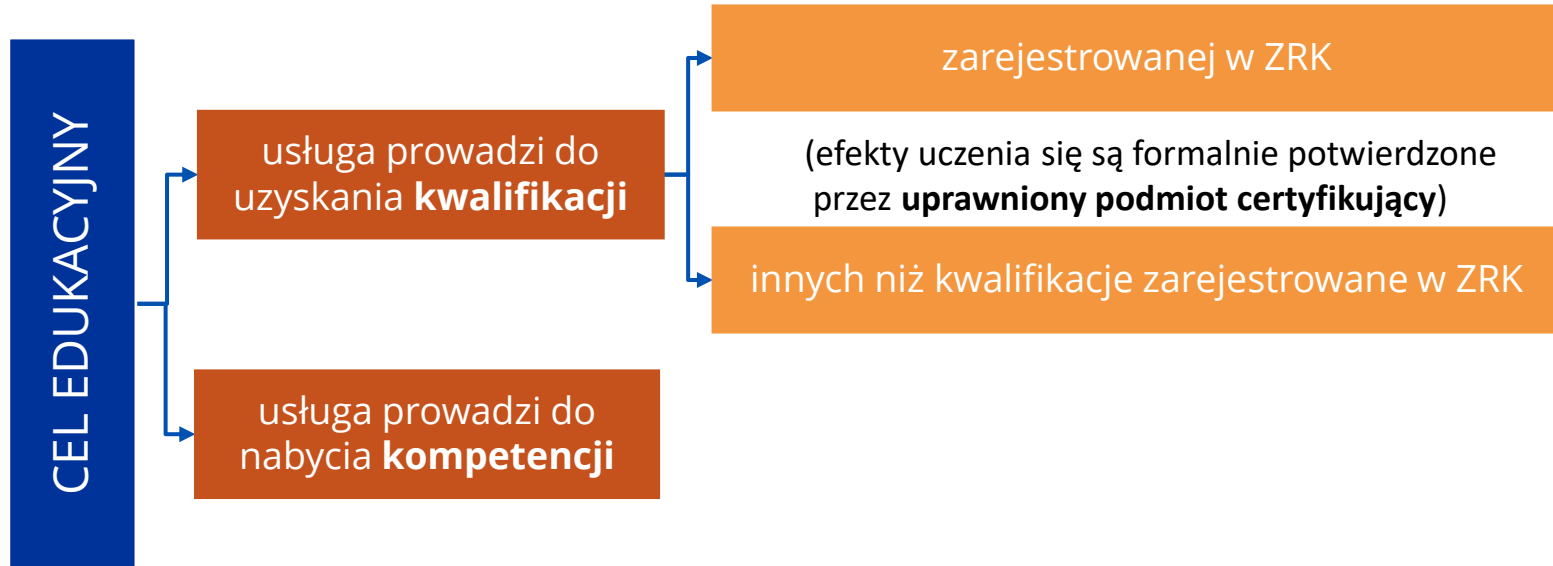 CEL EDUKACYJNY
usługa prowadzi do
uzyskania kwalifikacji
zarejestrowanej w ZRK
(efekty uczenia się są formalnie potwierdzone
przez uprawniony podmiot certyfikujący)
innych niż kwalifikacje zarejestrowane w ZRK
usługa prowadzi do
nabycia kompetencji